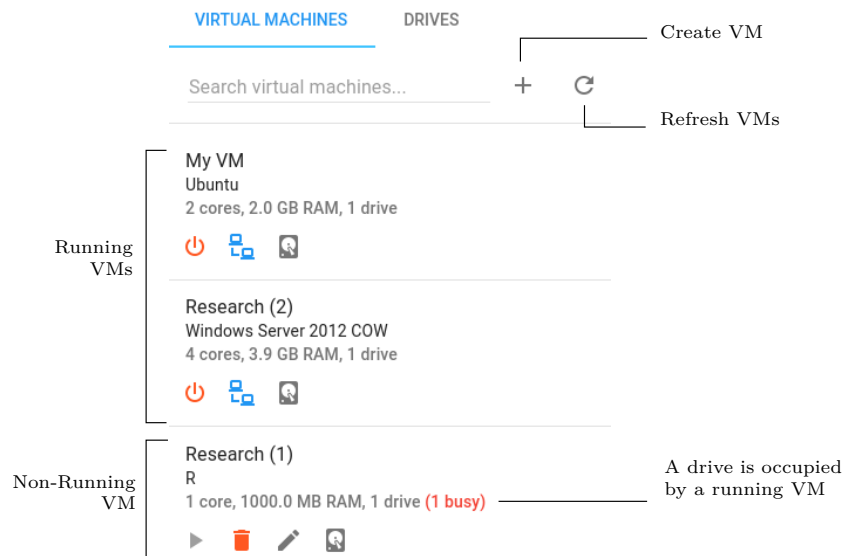 VIRTUAL MACHINES DRIVES
Create VM
Search virtual machines...
Refresh VMs
My VM
Ubuntu
2 cores, 2.0 GB RAM, 1 drive
Running
VMs
Research (2)
Windows Server 2012 COW
4 cores, 3.9 GB RAM, 1 drive
Research (1)
R
1 core, 1000.0 MB RAM, 1 drive (1 busy)
Non-Running
VM
A drive is occupied
by a running VM